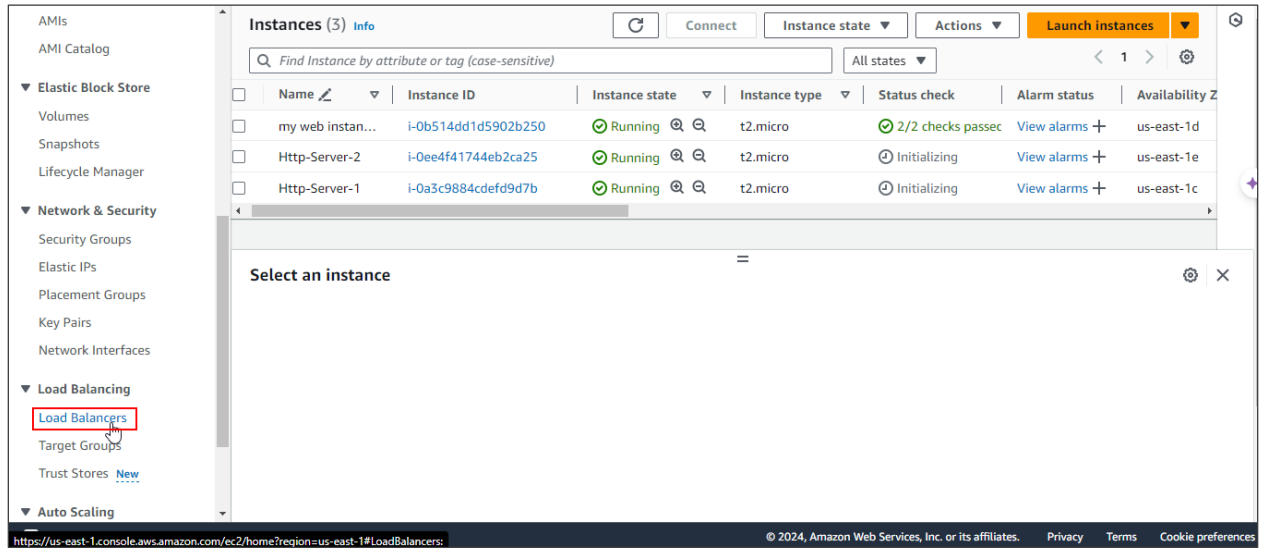 AMIs
AMI Catalog
Elastic Block Store
Volumes
Snapshots
Lifecycle Manager
Network & Security
Security Groups
Elastic IPs
Placement Groups
Key Pairs
Network Interfaces
Load Balancing
Load Balancers
Target Groups
Trust Stores New
Auto Scaling
Instances (3) Info
Connect
Instance state
Actions
Launch instances
Find Instance by attribute or tag (case-sensitive)
All states
1
Name Instance ID Instance state Instance type Status check Alarm status Availability Z
my web instan... i-0b514dd1d5902b250 Running t2.micro 2/2 checks passec View alarms + us-east-1d
Http-Server-2 i-0ee4f41744eb2ca25 Running t2.micro Initializing View alarms + us-east-1e
Http-Server-1 i-0a3c9884cdefd9d7b Running t2.micro Initializing View alarms + us-east-1c
Select an instance
https://us-east-1.console.aws.amazon.com/ec2/home?region=us-east-1#LoadBalancers:
© 2024, Amazon Web Services, Inc. or its affiliates. Privacy Terms Cookie preferences